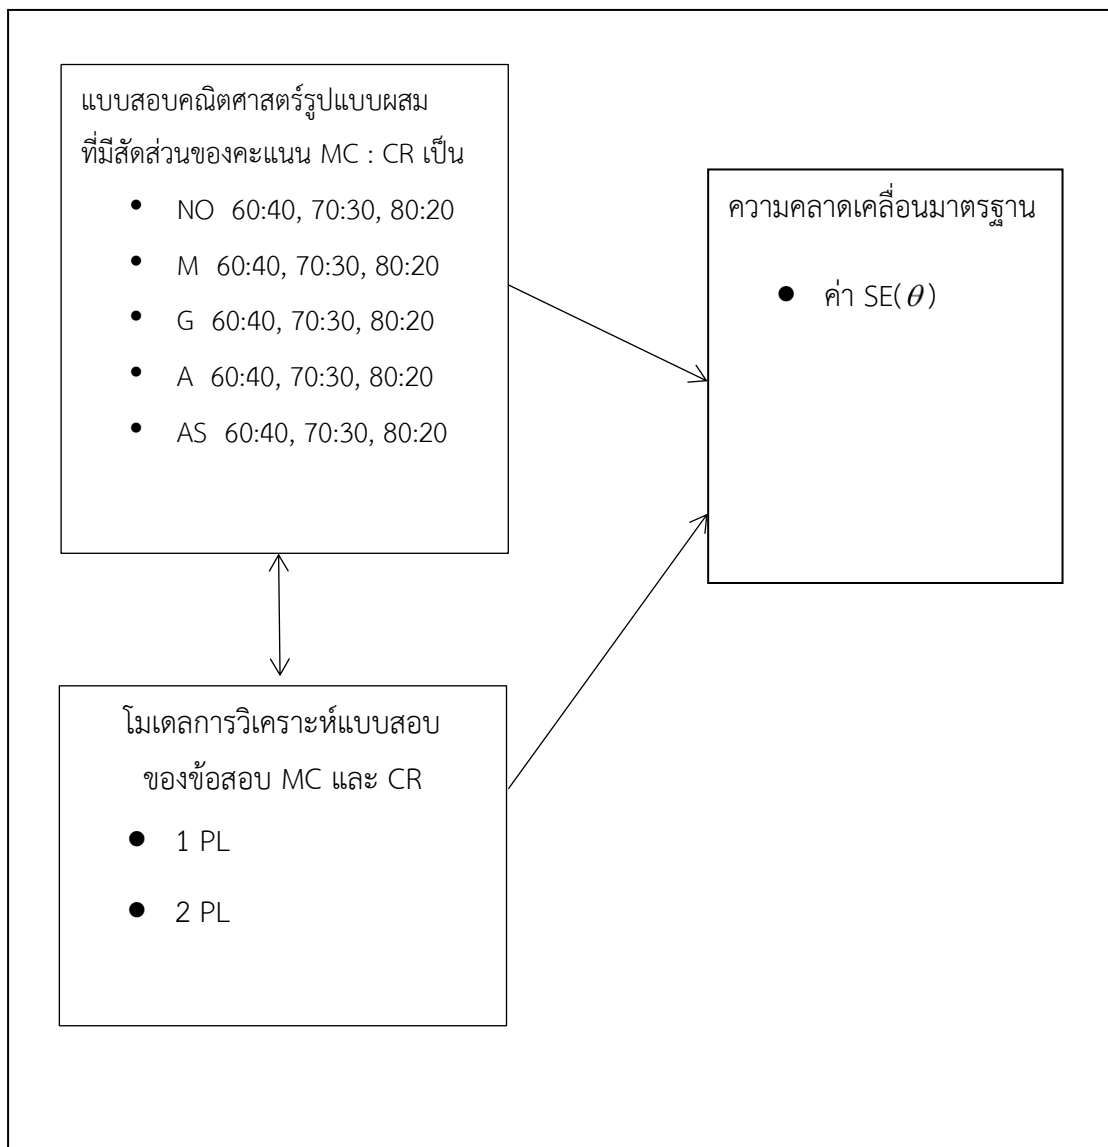 แบบสอบคณิตศาสตร์รูปแบบผสม
ที่มีสัดส่วนของคะแนน MC : CR เป็น
• NO 60:40, 70:30, 80:20
• M 60:40, 70:30, 80:20
• G 60:40, 70:30, 80:20
• A 60:40, 70:30, 80:20
• AS 60:40, 70:30, 80:20
ความคลาดเคลื่อนมาตรฐาน
● ค่า SE(θ)
โมเดลการวิเคราะห์แบบสอบ
ของข้อสอบ MC และ CR
● 1 PL
● 2 PL